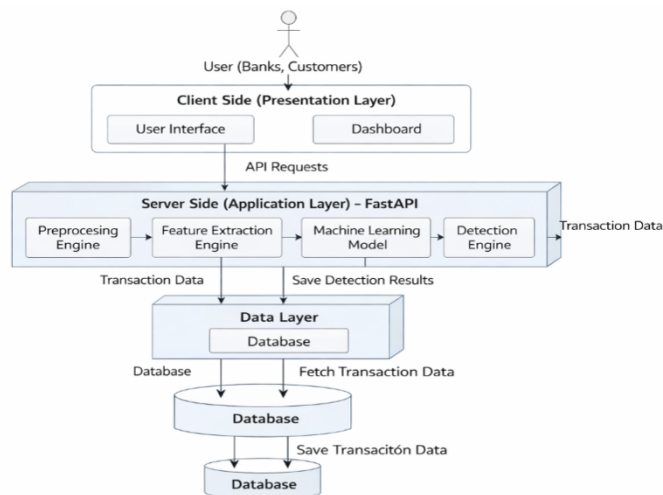 User (Banks, Customers)
Client Side (Presentation Layer)
User Interface
Dashboard
API Requests
Server Side (Application Layer) – FastAPI
Preprocesing
Engine
Feature Extraction
Engine
Machine Learning
Model
Detection
Engine
Transaction Data
Transaction Data
Save Detection Results
Data Layer
Database
Database
Fetch Transaction Data
Database
Save Transacitón Data
Database